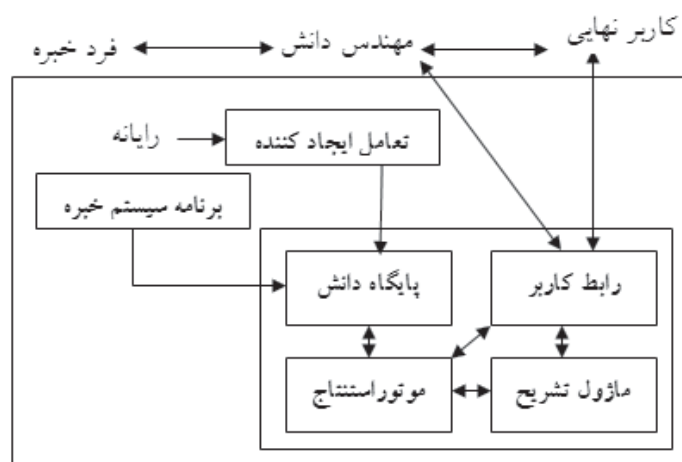 کاربر نهایی
مهندس دانش
فرد خبره
تعامل ایجاد کننده
رایانه
برنامه سیستم خبره
رابط کاربر
پایگاه دانش
ماژول تشریح
موتوراستنتاج